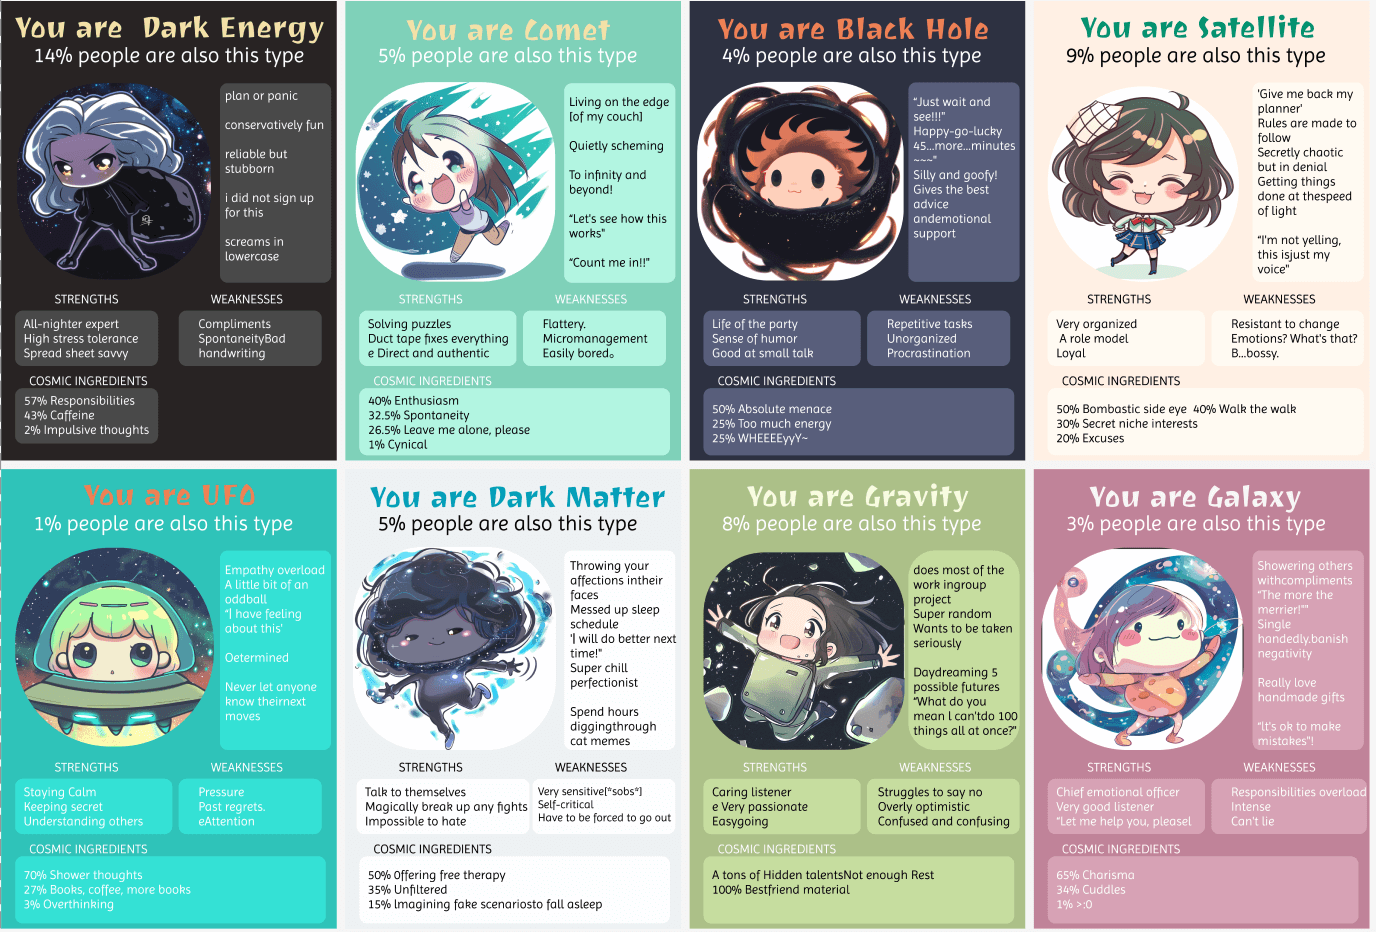 You are Dark Energy
14% people are also this type
plan or panic
conservatively fun
reliable but
stubborn
i did not sign up
for this
screams in
lowercase
STRENGTHS
WEAKNESSES
All-nighter expert
High stress tolerance
Spread sheet savvy
Compliments
SpontaneityBad
handwriting
COSMIC INGREDIENTS
57% Responsibilities
43% Caffeine
2% Impulsive thoughts
You are Comet
5% people are also this type
Living on the edge
[of my couch]
Quietly scheming
To infinity and
beyond!
“Let's see how this
works”
“Count me in!!”
STRENGTHS
WEAKNESSES
Solving puzzles
Duct tape fixes everything
e Direct and authentic
Flattery.
Micromanagement
Easily bored。
COSMIC INGREDIENTS
40% Enthusiasm
32.5% Spontaneity
26.5% Leave me alone, please
1% Cynical
You are Black Hole
4% people are also this type
“Just wait and
see!!!”
Happy-go-lucky
45...more...minutes
~~~”
Silly and goofy!
Gives the best
advice
andemotional
support
STRENGTHS
WEAKNESSES
Life of the party
Sense of humor
Good at small talk
Repetitive tasks
Unorganized
Procrastination
COSMIC INGREDIENTS
50% Absolute menace
25% Too much energy
25% WHEEEEyyY~
You are Satellite
9% people are also this type
'Give me back my
planner'
Rules are made to
follow
Secretly chaotic
but in denial
Getting things
done at thespeed
of light
“I'm not yelling,
this isjust my
voice”
STRENGTHS
WEAKNESSES
Very organized
A role model
Loyal
Resistant to change
Emotions? What's that?
B...bossy.
COSMIC INGREDIENTS
50% Bombastic side eye 40% Walk the walk
30% Secret niche interests
20% Excuses
You are UFO
1% people are also this type
Empathy overload
A little bit of an
oddball
“I have feeling
about this'
Oetermined
Never let anyone
know theirnext
moves
STRENGTHS
WEAKNESSES
Staying Calm
Keeping secret
Understanding others
Pressure
Past regrets.
eAttention
COSMIC INGREDIENTS
70% Shower thoughts
27% Books, coffee, more books
3% Overthinking
You are Dark Matter
5% people are also this type
Throwing your
affections intheir
faces
Messed up sleep
schedule
'I will do better next
time!"
Super chill
perfectionist
Spend hours
diggingthrough
cat memes
STRENGTHS
WEAKNESSES
Talk to themselves
Magically break up any fights
Impossible to hate
Very sensitive[*sobs*]
Self-critical
Have to be forced to go out
COSMIC INGREDIENTS
50% Offering free therapy
35% Unfiltered
15% lmagining fake scenariosto fall asleep
You are Gravity
8% people are also this type
does most of the
work ingroup
project
Super random
Wants to be taken
seriously
Daydreaming 5
possible futures
“What do you
mean l can'tdo 100
things all at once?”
STRENGTHS
WEAKNESSES
Caring listener
e Very passionate
Easygoing
Struggles to say no
Overly optimistic
Confused and confusing
COSMIC INGREDIENTS
A tons of Hidden talentsNot enough Rest
100% Bestfriend material
You are Galaxy
3% people are also this type
Showering others
withcompliments
“The more the
merrier!””
Single
handedly.banish
negativity
Really love
handmade gifts
“lt's ok to make
mistakes”!
STRENGTHS
WEAKNESSES
Chief emotional officer
Very good listener
“Let me help you, pleasel
Responsibilities overload
Intense
Can't lie
COSMIC INGREDIENTS
65% Charisma
34% Cuddles
1% >:0